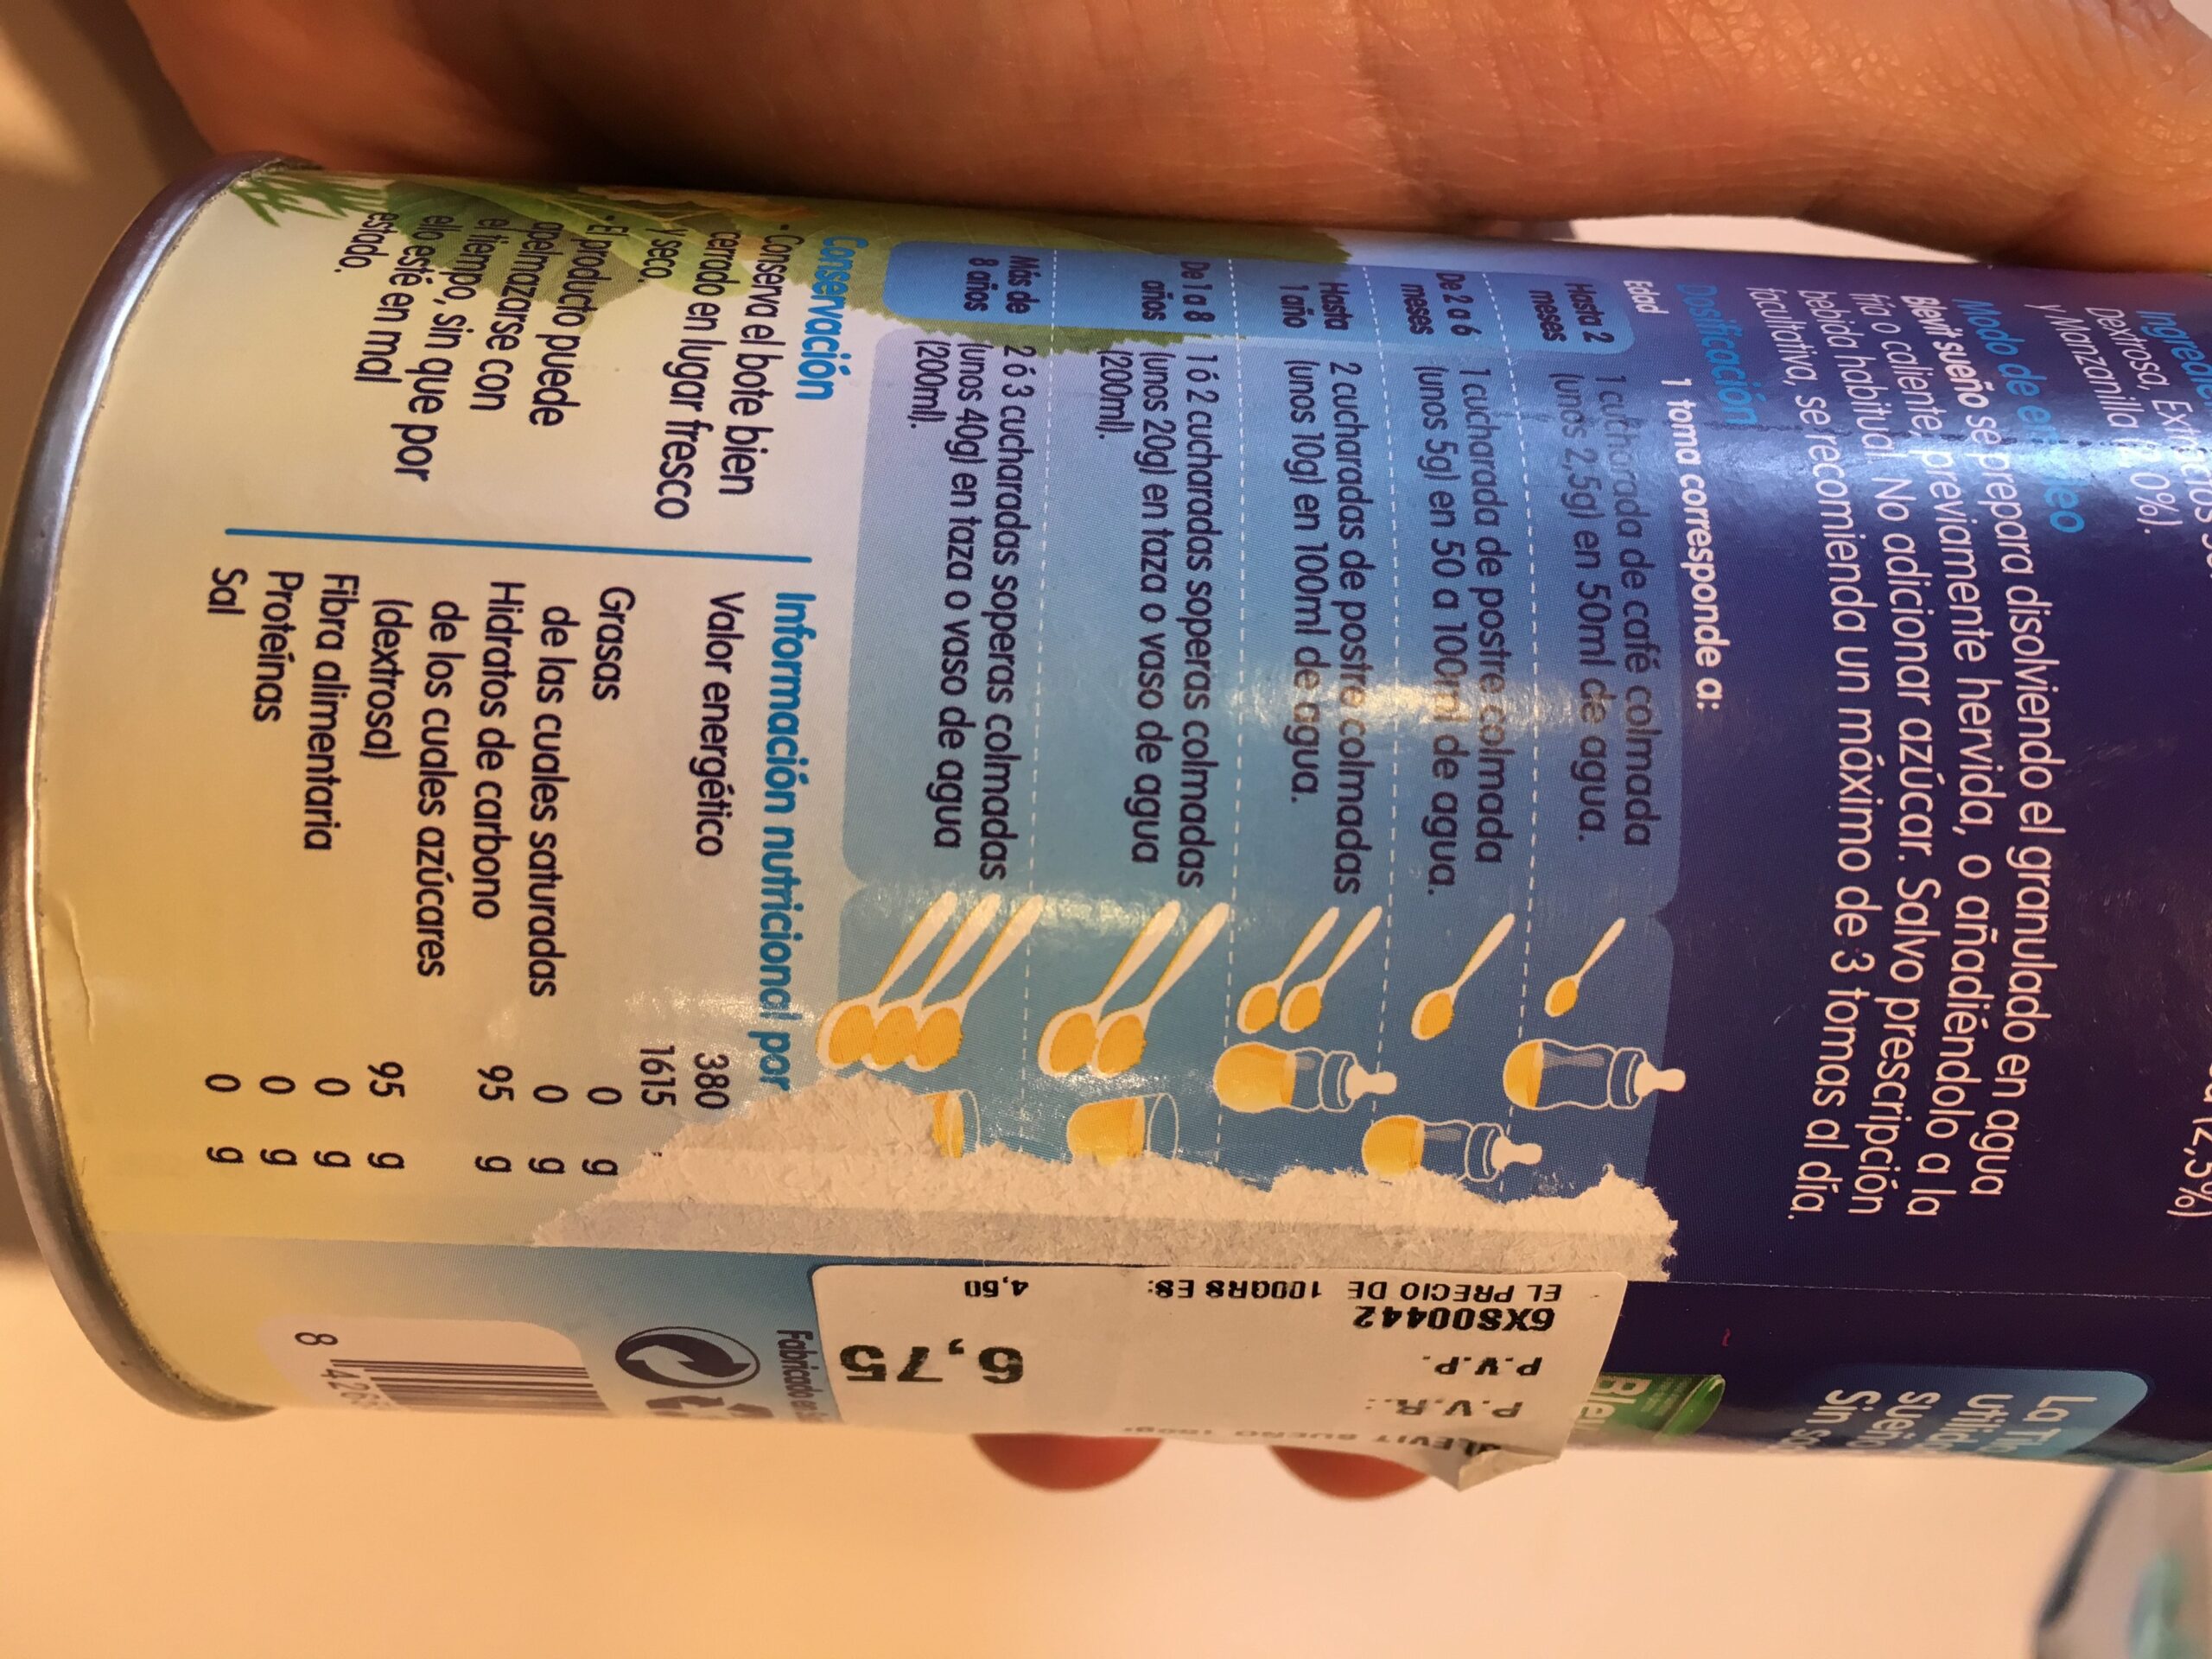 (2,5%)
Dextrosa,
y Manzanilla
Modo de empleo
Blevit sueño se prepara disolviendo el granulado en agua
fría o caliente, previamente hervida, o añadiéndolo a la
bebida habitual. No adicionar azúcar. Salvo prescripción
facultativa, se recomienda un máximo de 3 tomas al día.
Dosificación
Edad
1 toma corresponde a:
Hasta 2
meses
1 cucharada de café colmada
(unos 2,5g) en 50ml de agua.
De 2 a 6
meses
1 cucharada de postre colmada
(unos 5g) en 50 a 100ml de agua.
Hasta
1 año
2 cucharadas de postre colmadas
(unos 10g) en 100ml de agua.
De 1 a 8
años
1 ó 2 cucharadas soperas colmadas
(unos 20g) en taza o vaso de agua
(200ml).
Más de
8 años
2 ó 3 cucharadas soperas colmadas
(unos 40g) en taza o vaso de agua
(200ml).
Conservación
- Conserva el bote bien
cerrado en lugar fresco
y seco.
- El producto puede
apelmazarse con
el tiempo, sin que por
ello esté en mal
estado.
Información nutricional por
Valor energético 380
1615
Grasas 0 g
de las cuales saturadas 0 g
Hidratos de carbono 95 g
de los cuales azúcares
(dextrosa) 95 g
Fibra alimentaria 0 g
Proteínas 0 g
Sal 0 g
La
sueño
Sin
Fabricado
8
BLEVIT SUEÑO
P.V.R.:
P.V.P. 6,75
6XS00442
EL PRECIO DE 100GRS ES: 4,60